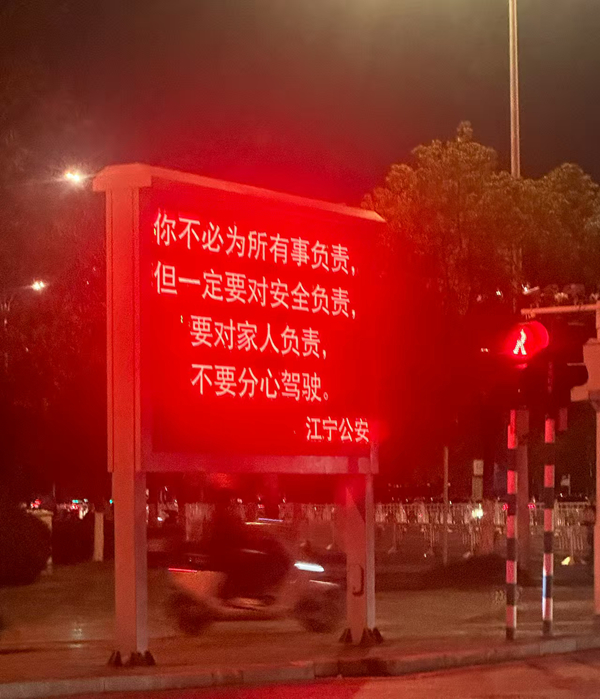 你不必为所有事负责,
但一定要对安全负责,
要对家人负责,
不要分心驾驶。
江宁公安